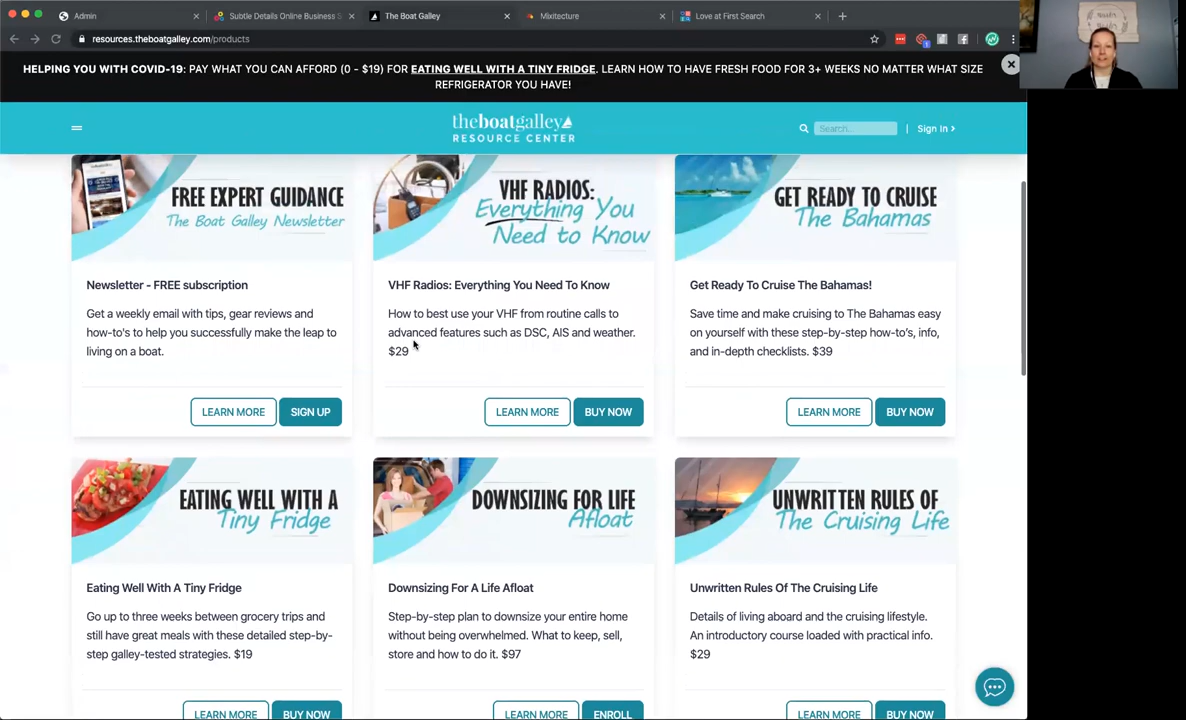 Admin
Subtle Details Online Business S
The Boat Galley
Mixitecture
Love at First Search
resources.theboatgalley.com/products
HELPING YOU WITH COVID-19: PAY WHAT YOU CAN AFFORD (0 - $19) FOR EATING WELL WITH A TINY FRIDGE. LEARN HOW TO HAVE FRESH FOOD FOR 3+ WEEKS NO MATTER WHAT SIZE
REFRIGERATOR YOU HAVE!
theboatgalley
RESOURCE CENTER
Search...
Sign In
FREE EXPERT GUIDANCE
The Boat Galley Newsletter
VHF RADIOS:
Everything You
Need to Know
GET READY TO CRUISE
The Bahamas
Newsletter - FREE subscription
Get a weekly email with tips, gear reviews and
how-to's to help you successfully make the leap to
living on a boat.
LEARN MORE
SIGN UP
VHF Radios: Everything You Need To Know
How to best use your VHF from routine calls to
advanced features such as DSC, AIS and weather.
$29
LEARN MORE
BUY NOW
Get Ready To Cruise The Bahamas!
Save time and make cruising to The Bahamas easy
on yourself with these step-by-step how-to's, info,
and in-depth checklists. $39
LEARN MORE
BUY NOW
EATING WELL WITH A
Tiny Fridge
DOWNSIZING FOR LIFE
Afloat
UNWRITTEN RULES OF
The Cruising Life
Eating Well With A Tiny Fridge
Go up to three weeks between grocery trips and
still have great meals with these detailed step-by-
step galley-tested strategies. $19
LEARN MORE
BUY NOW
Downsizing For A Life Afloat
Step-by-step plan to downsize your entire home
without being overwhelmed. What to keep, sell,
store and how to do it. $97
LEARN MORE
ENROLL
Unwritten Rules Of The Cruising Life
Details of living aboard and the cruising lifestyle.
An introductory course loaded with practical info.
$29
LEARN MORE
BUY NOW